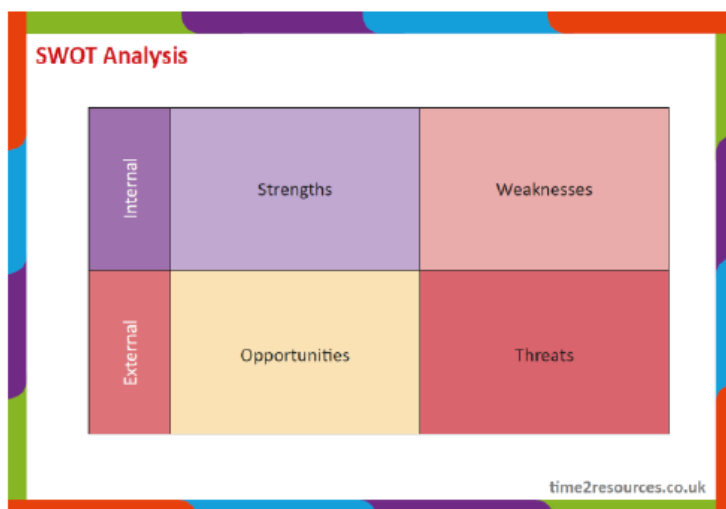 SWOT Analysis
Internal
Strengths
Weaknesses
External
Opportunities
Threats
time2resources.co.uk